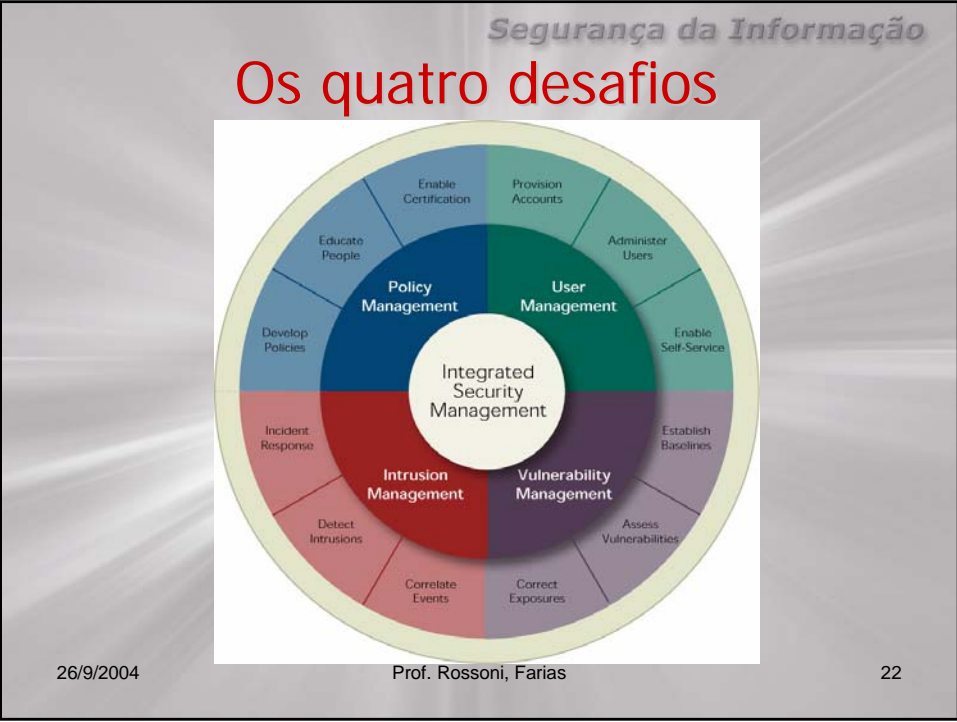 Segurança da Informação
Os quatro desafios
Enable
Certification
Provision
Accounts
Educate
People
Administer
Users
Policy
Management
User
Management
Develop
Policies
Enable
Self-Service
Integrated
Security
Management
Incident
Response
Establish
Baselines
Intrusion
Management
Vulnerability
Management
Detect
Intrusions
Assess
Vulnerabilities
Correlate
Events
Correct
Exposures
26/9/2004
Prof. Rossoni, Farias
22